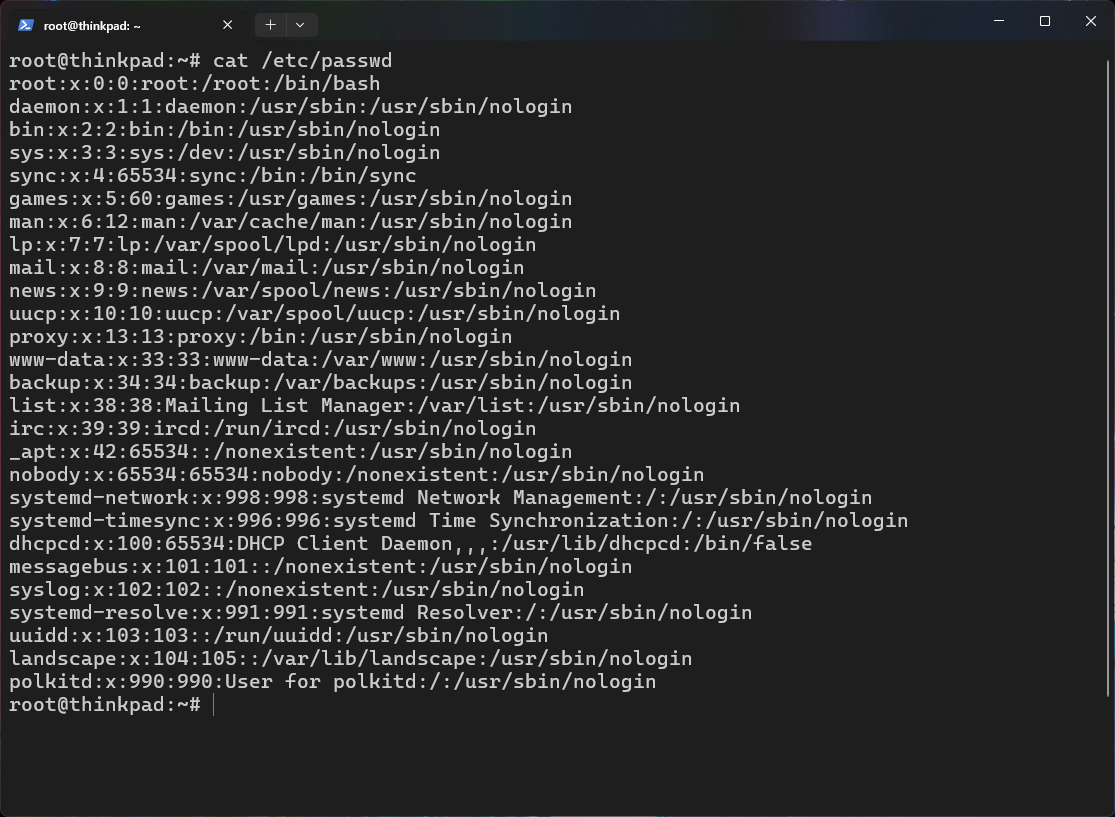 root@thinkpad: ~
root@thinkpad:~# cat /etc/passwd
root:x:0:0:root:/root:/bin/bash
daemon:x:1:1:daemon:/usr/sbin:/usr/sbin/nologin
bin:x:2:2:bin:/bin:/usr/sbin/nologin
sys:x:3:3:sys:/dev:/usr/sbin/nologin
sync:x:4:65534:sync:/bin:/bin/sync
games:x:5:60:games:/usr/games:/usr/sbin/nologin
man:x:6:12:man:/var/cache/man:/usr/sbin/nologin
lp:x:7:7:lp:/var/spool/lpd:/usr/sbin/nologin
mail:x:8:8:mail:/var/mail:/usr/sbin/nologin
news:x:9:9:news:/var/spool/news:/usr/sbin/nologin
uucp:x:10:10:uucp:/var/spool/uucp:/usr/sbin/nologin
proxy:x:13:13:proxy:/bin:/usr/sbin/nologin
www-data:x:33:33:www-data:/var/www:/usr/sbin/nologin
backup:x:34:34:backup:/var/backups:/usr/sbin/nologin
list:x:38:38:Mailing List Manager:/var/list:/usr/sbin/nologin
irc:x:39:39:ircd:/run/ircd:/usr/sbin/nologin
_apt:x:42:65534::/nonexistent:/usr/sbin/nologin
nobody:x:65534:65534:nobody:/nonexistent:/usr/sbin/nologin
systemd-network:x:998:998:systemd Network Management:/:/usr/sbin/nologin
systemd-timesync:x:996:996:systemd Time Synchronization:/:/usr/sbin/nologin
dhcpcd:x:100:65534:DHCP Client Daemon,,,:/usr/lib/dhcpcd:/bin/false
messagebus:x:101:101::/nonexistent:/usr/sbin/nologin
syslog:x:102:102::/nonexistent:/usr/sbin/nologin
systemd-resolve:x:991:991:systemd Resolver:/:/usr/sbin/nologin
uuidd:x:103:103::/run/uuidd:/usr/sbin/nologin
landscape:x:104:105::/var/lib/landscape:/usr/sbin/nologin
polkitd:x:990:990:User for polkitd:/:/usr/sbin/nologin
root@thinkpad:~#